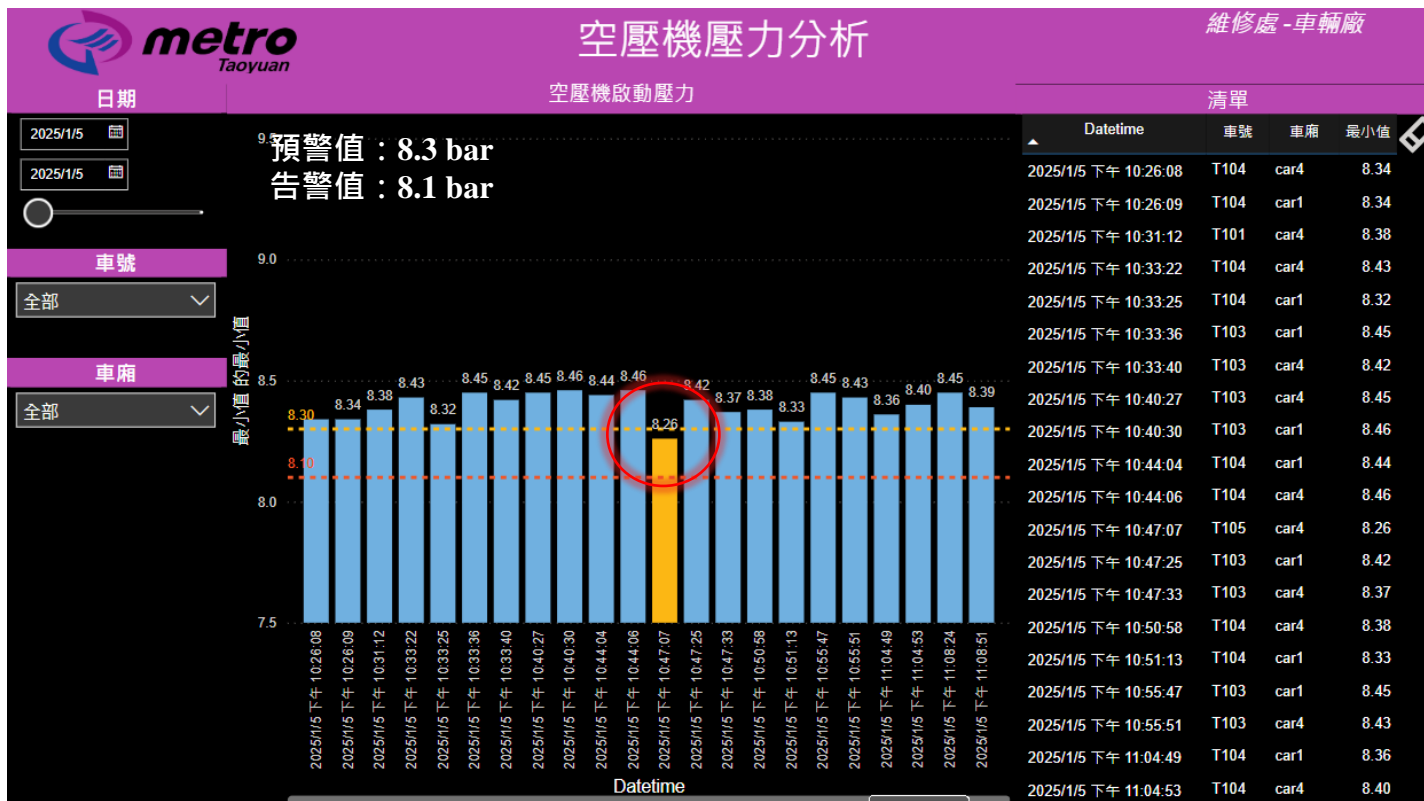 metro
Taoyuan
空壓機壓力分析
維修處-車輛廠
日期
2025/1/5
2025/1/5
車號
全部
車廂
全部
空壓機啟動壓力
預警值：8.3 bar
告警值：8.1 bar
最小值 的最小值
9.5
9.0
8.5
8.0
7.5
8.30
8.10
8.34
8.38
8.43
8.32
8.45
8.42
8.45
8.46
8.44
8.46
8.26
8.42
8.37
8.38
8.33
8.45
8.43
8.36
8.40
8.45
8.39
2025/1/5 下午 10:26:08
2025/1/5 下午 10:26:09
2025/1/5 下午 10:31:12
2025/1/5 下午 10:33:22
2025/1/5 下午 10:33:25
2025/1/5 下午 10:33:36
2025/1/5 下午 10:33:40
2025/1/5 下午 10:40:27
2025/1/5 下午 10:40:30
2025/1/5 下午 10:44:04
2025/1/5 下午 10:44:06
2025/1/5 下午 10:47:07
2025/1/5 下午 10:47:25
2025/1/5 下午 10:47:33
2025/1/5 下午 10:50:58
2025/1/5 下午 10:51:13
2025/1/5 下午 10:55:47
2025/1/5 下午 10:55:51
2025/1/5 下午 11:04:49
2025/1/5 下午 11:04:53
2025/1/5 下午 11:08:24
2025/1/5 下午 11:08:51
Datetime
清單
Datetime 車號 車廂 最小值
2025/1/5 下午 10:26:08 T104 car4 8.34
2025/1/5 下午 10:26:09 T104 car1 8.34
2025/1/5 下午 10:31:12 T101 car4 8.38
2025/1/5 下午 10:33:22 T104 car4 8.43
2025/1/5 下午 10:33:25 T104 car1 8.32
2025/1/5 下午 10:33:36 T103 car1 8.45
2025/1/5 下午 10:33:40 T103 car4 8.42
2025/1/5 下午 10:40:27 T103 car4 8.45
2025/1/5 下午 10:40:30 T103 car1 8.46
2025/1/5 下午 10:44:04 T104 car1 8.44
2025/1/5 下午 10:44:06 T104 car4 8.46
2025/1/5 下午 10:47:07 T105 car4 8.26
2025/1/5 下午 10:47:25 T103 car1 8.42
2025/1/5 下午 10:47:33 T103 car4 8.37
2025/1/5 下午 10:50:58 T104 car4 8.38
2025/1/5 下午 10:51:13 T104 car1 8.33
2025/1/5 下午 10:55:47 T103 car1 8.45
2025/1/5 下午 10:55:51 T103 car4 8.43
2025/1/5 下午 11:04:49 T104 car1 8.36
2025/1/5 下午 11:04:53 T104 car4 8.40